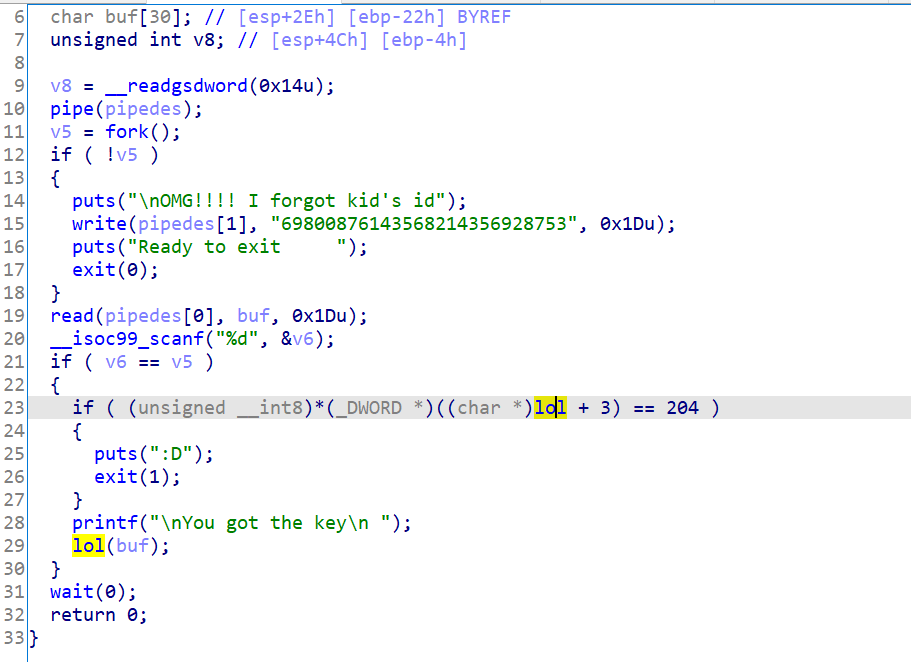 6 char buf[30]; // [esp+2Eh] [ebp-22h] BYREF
7 unsigned int v8; // [esp+4Ch] [ebp-4h]
8
9 v8 = __readgsdword(0x14u);
10 pipe(pipedes);
11 v5 = fork();
12 if ( !v5 )
13 {
14 puts("\nOMG!!!! I forgot kid's id");
15 write(pipedes[1], "69800876143568214356928753", 0x1Du);
16 puts("Ready to exit     ");
17 exit(0);
18 }
19 read(pipedes[0], buf, 0x1Du);
20 __isoc99_scanf("%d", &v6);
21 if ( v6 == v5 )
22 {
23 if ( (unsigned __int8)*(_DWORD *)((char *)lol + 3) == 204 )
24 {
25 puts(":D");
26 exit(1);
27 }
28 printf("\nYou got the key\n ");
29 lol(buf);
30 }
31 wait(0);
32 return 0;
33 }